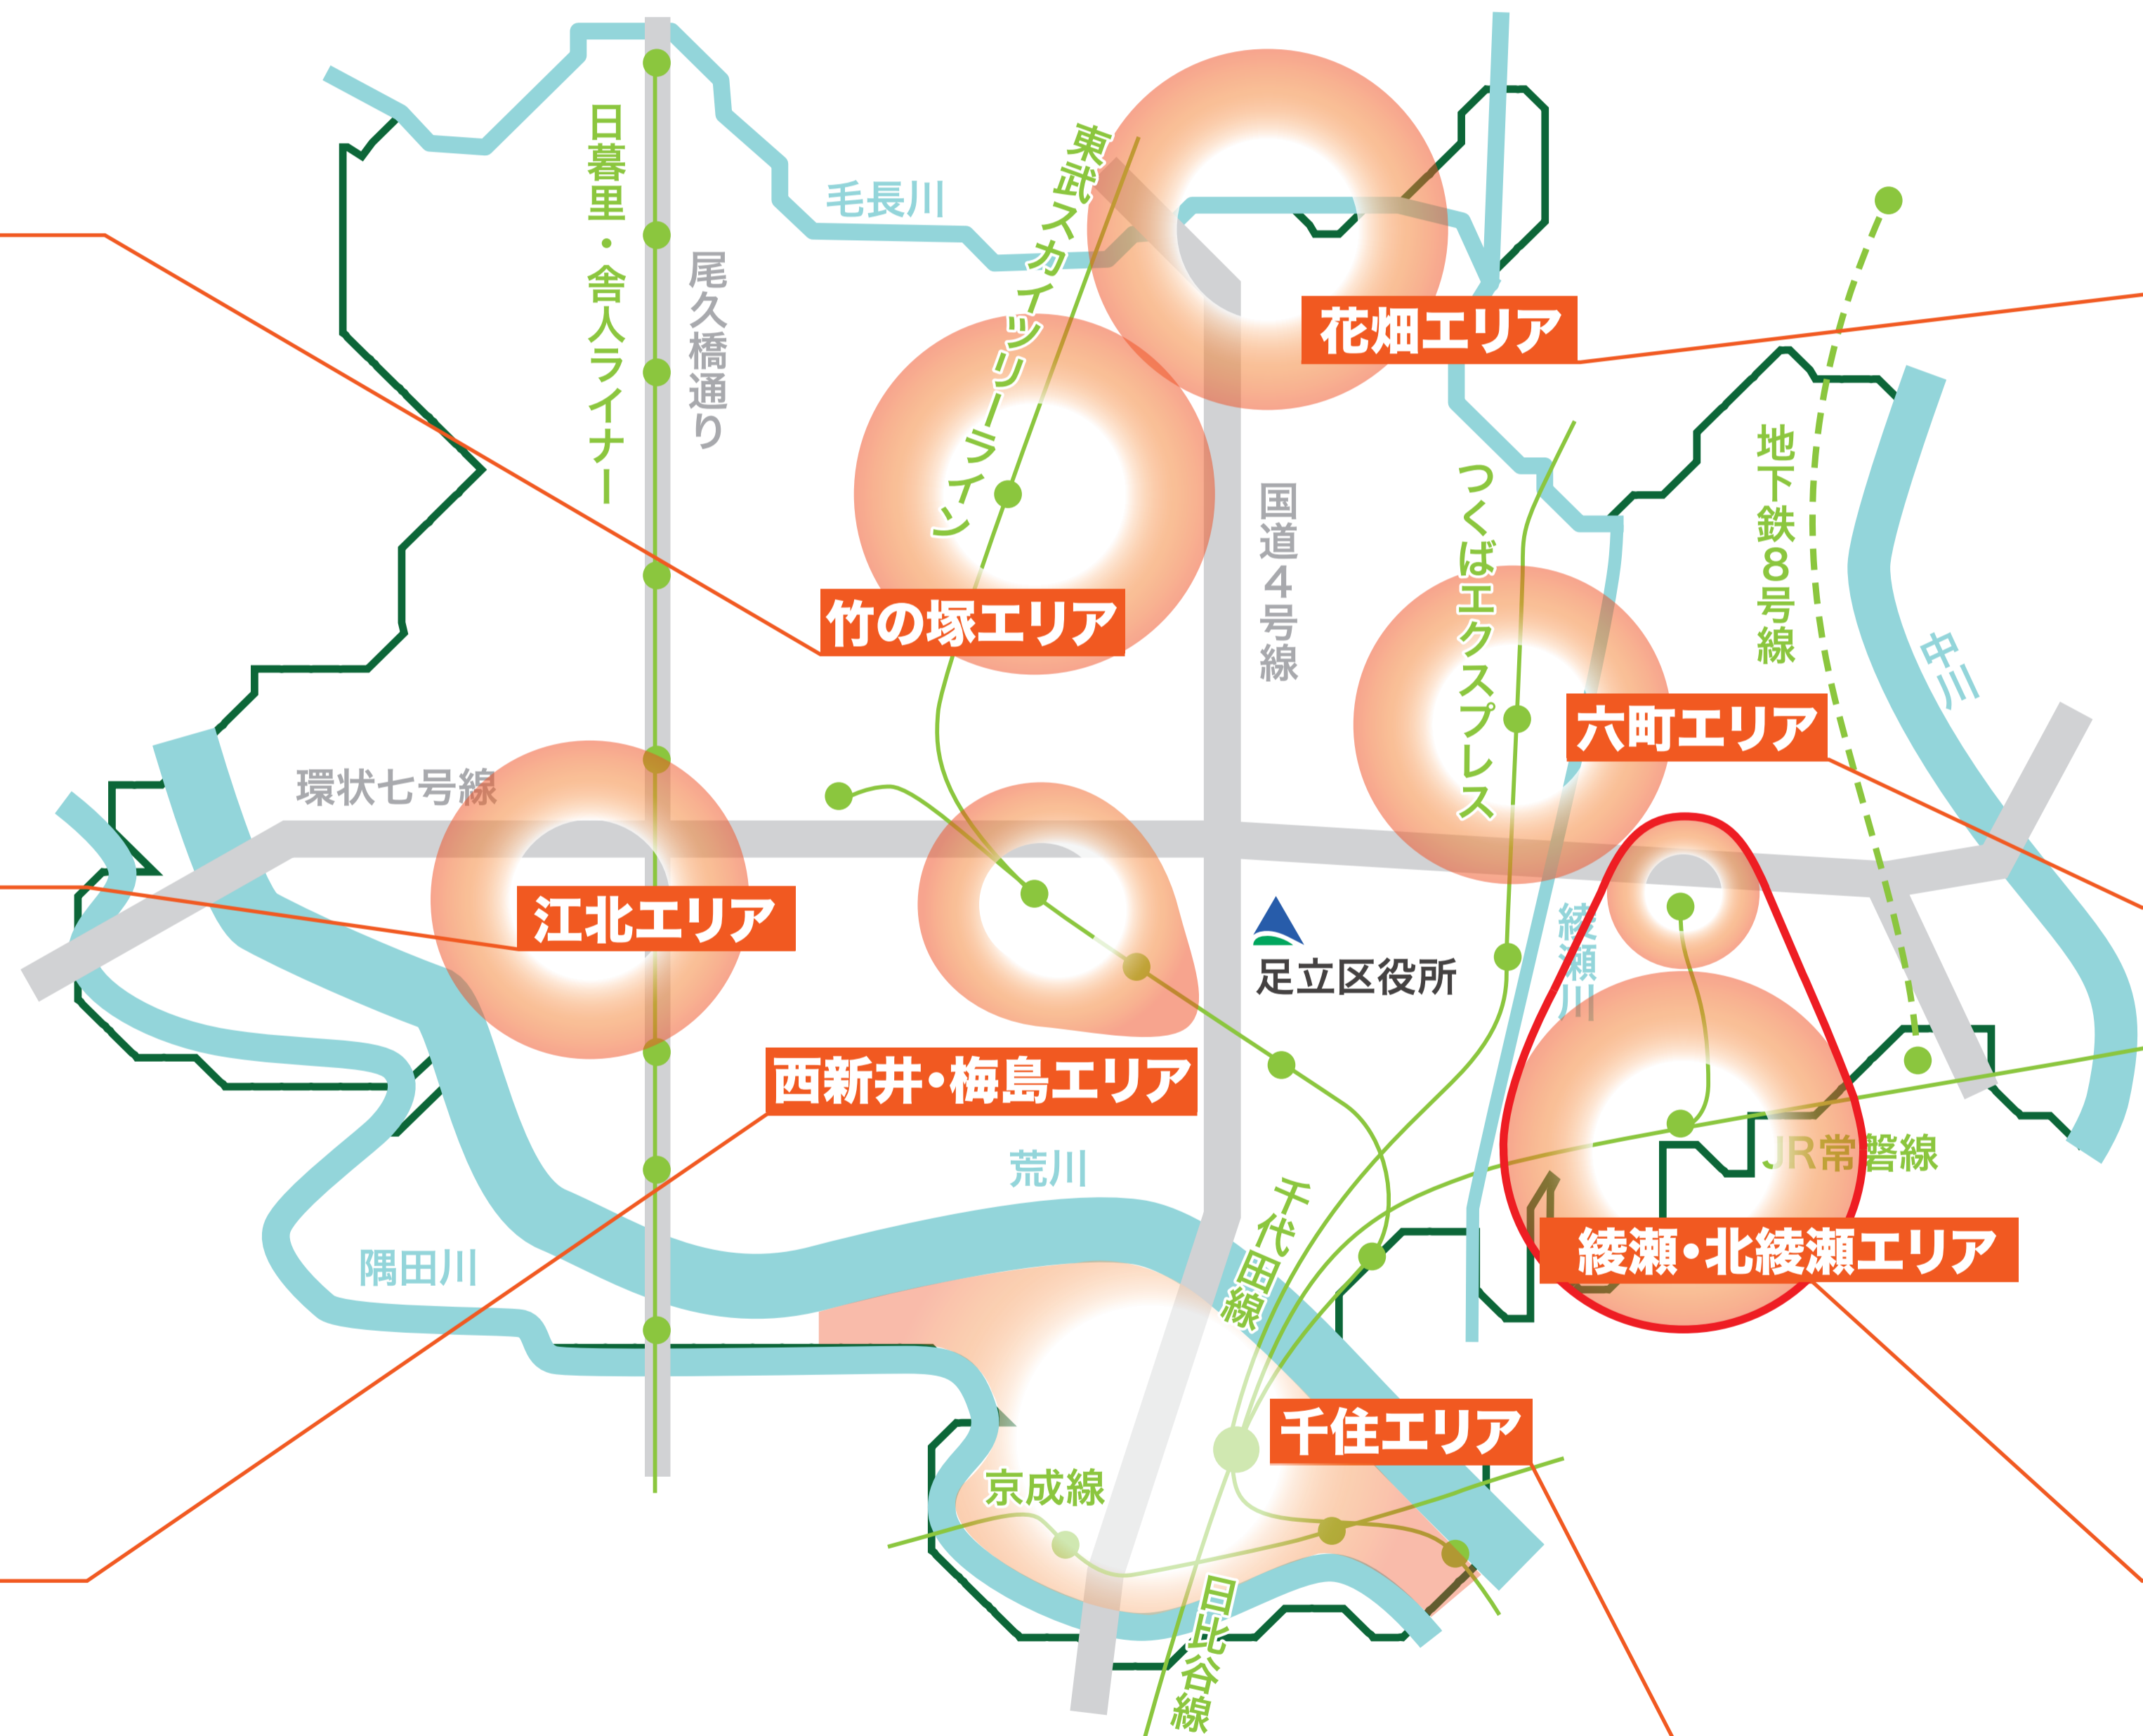 日暮里・舎人ライナー
尾久橋通り
毛長川
東武スカイツリーライン
花畑エリア
国道4号線
つくばエクスプレス
地下鉄8号線
中川
竹の塚エリア
六町エリア
環状七号線
江北エリア
綾瀬川
足立区役所
西新井・梅島エリア
荒川
JR常磐線
千代田線
隅田川
綾瀬・北綾瀬エリア
千住エリア
京成線
日比谷線